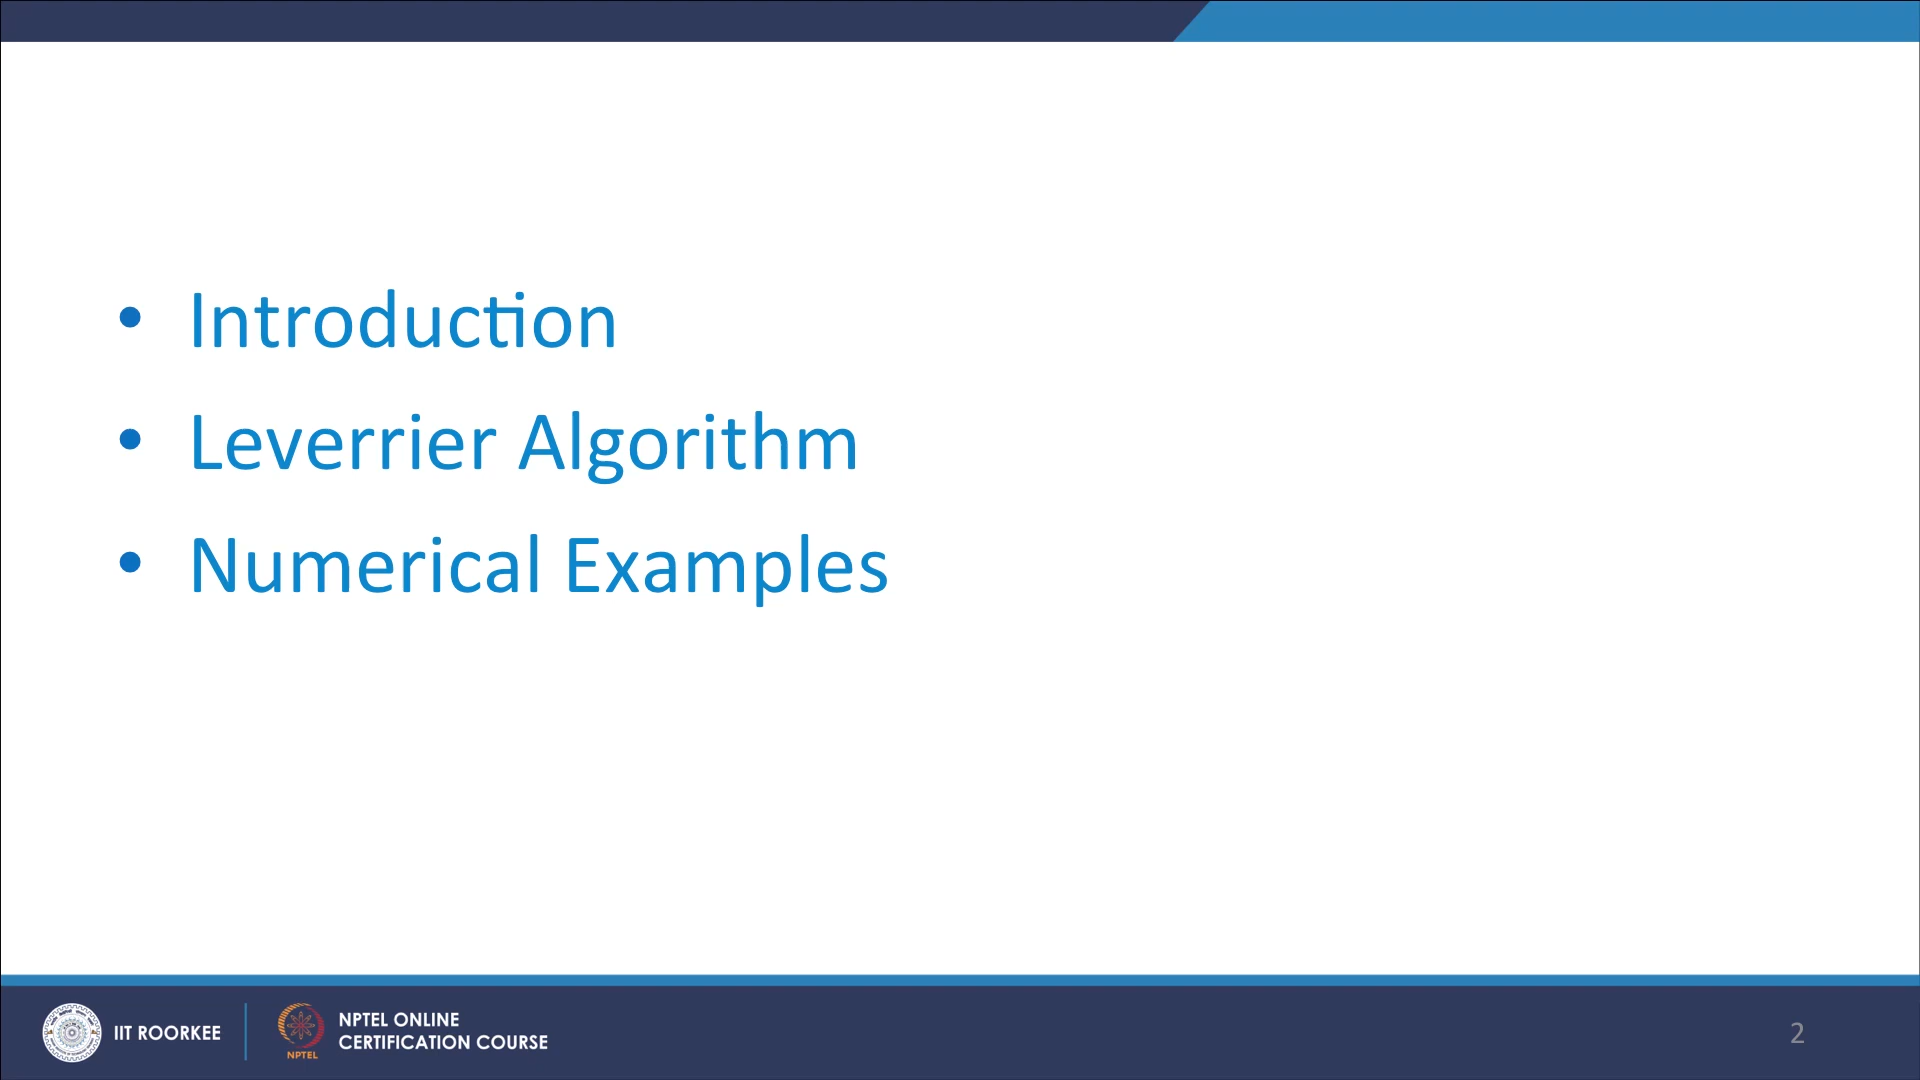 • Introduction
• Leverrier Algorithm
• Numerical Examples
IIT ROORKEE
NPTEL
NPTEL ONLINE
CERTIFICATION COURSE
2